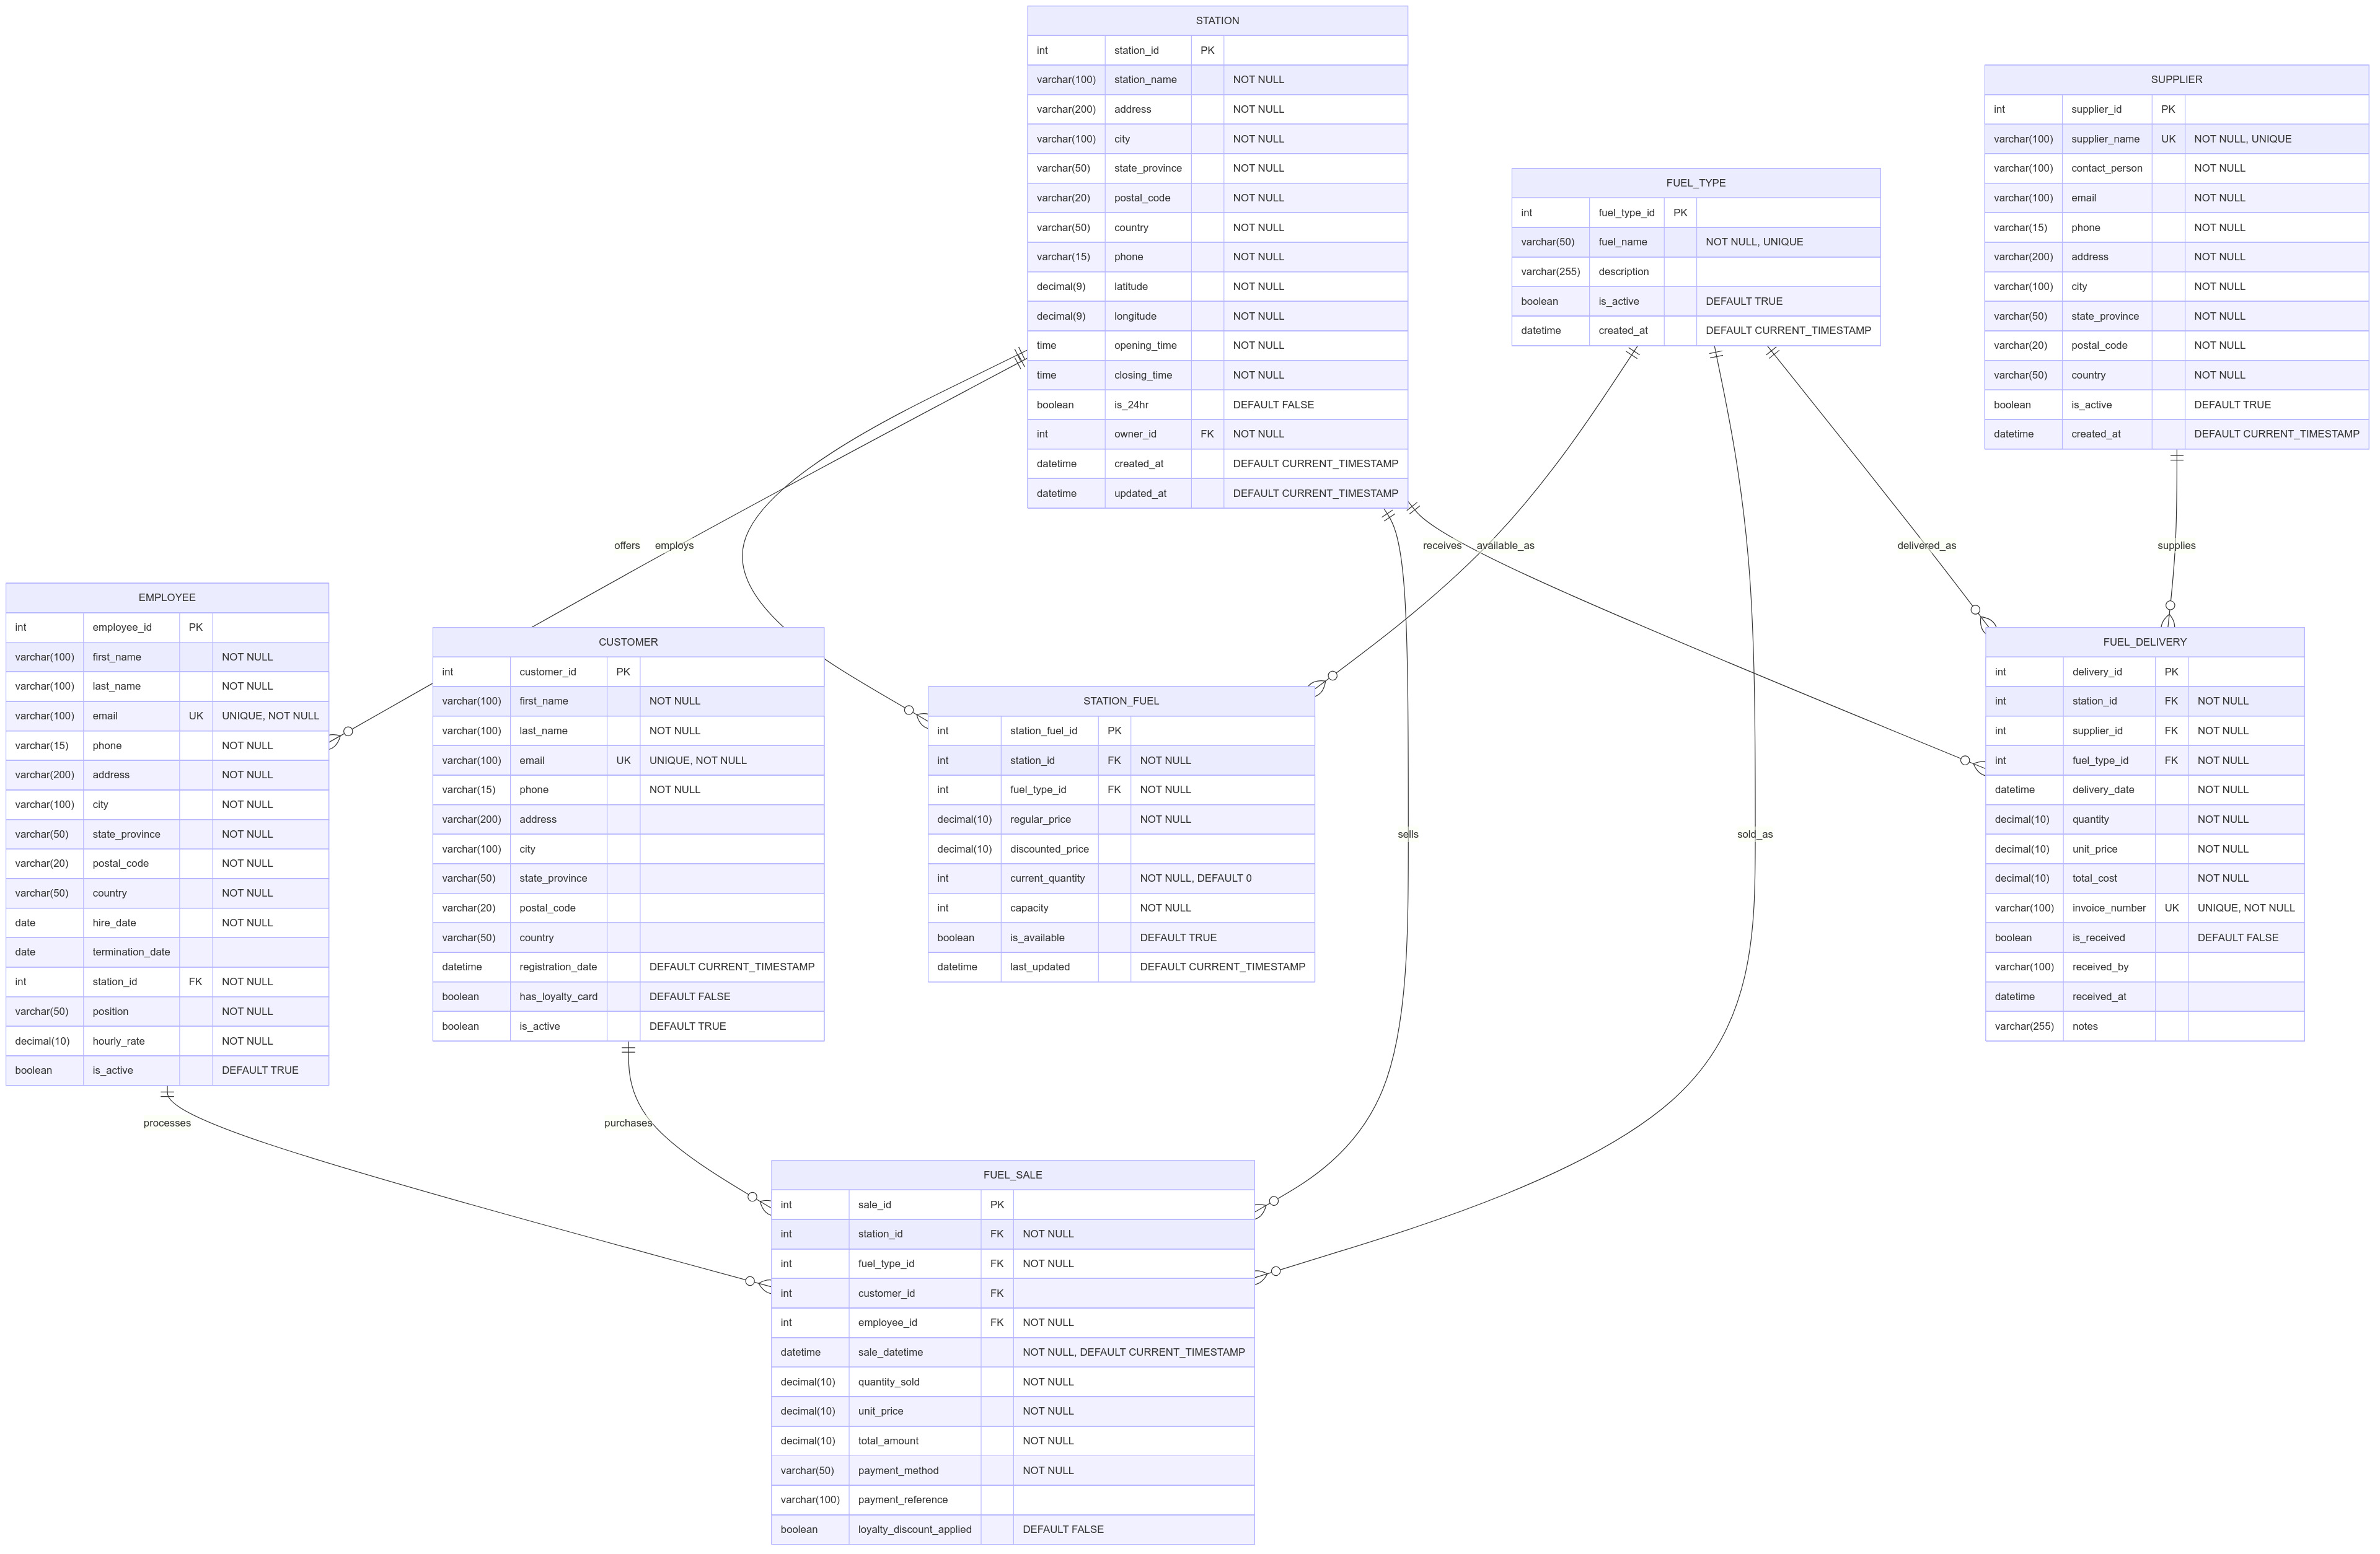 STATION
int station_id PK
varchar(100) station_name NOT NULL
varchar(200) address NOT NULL
varchar(100) city NOT NULL
varchar(50) state_province NOT NULL
varchar(20) postal_code NOT NULL
varchar(50) country NOT NULL
varchar(15) phone NOT NULL
decimal(9) latitude NOT NULL
decimal(9) longitude NOT NULL
time opening_time NOT NULL
time closing_time NOT NULL
boolean is_24hr DEFAULT FALSE
int owner_id FK NOT NULL
datetime created_at DEFAULT CURRENT_TIMESTAMP
datetime updated_at DEFAULT CURRENT_TIMESTAMP
SUPPLIER
int supplier_id PK
varchar(100) supplier_name UK NOT NULL, UNIQUE
varchar(100) contact_person NOT NULL
varchar(100) email NOT NULL
varchar(15) phone NOT NULL
varchar(200) address NOT NULL
varchar(100) city NOT NULL
varchar(50) state_province NOT NULL
varchar(20) postal_code NOT NULL
varchar(50) country NOT NULL
boolean is_active DEFAULT TRUE
datetime created_at DEFAULT CURRENT_TIMESTAMP
FUEL_TYPE
int fuel_type_id PK
varchar(50) fuel_name NOT NULL, UNIQUE
varchar(255) description
boolean is_active DEFAULT TRUE
datetime created_at DEFAULT CURRENT_TIMESTAMP
offers
employs
receives
available_as
delivered_as
supplies
EMPLOYEE
int employee_id PK
varchar(100) first_name NOT NULL
varchar(100) last_name NOT NULL
varchar(100) email UK UNIQUE, NOT NULL
varchar(15) phone NOT NULL
varchar(200) address NOT NULL
varchar(100) city NOT NULL
varchar(50) state_province NOT NULL
varchar(20) postal_code NOT NULL
varchar(50) country NOT NULL
date hire_date NOT NULL
date termination_date
int station_id FK NOT NULL
varchar(50) position NOT NULL
decimal(10) hourly_rate NOT NULL
boolean is_active DEFAULT TRUE
CUSTOMER
int customer_id PK
varchar(100) first_name NOT NULL
varchar(100) last_name NOT NULL
varchar(100) email UK UNIQUE, NOT NULL
varchar(15) phone NOT NULL
varchar(200) address
varchar(100) city
varchar(50) state_province
varchar(20) postal_code
varchar(50) country
datetime registration_date DEFAULT CURRENT_TIMESTAMP
boolean has_loyalty_card DEFAULT FALSE
boolean is_active DEFAULT TRUE
STATION_FUEL
int station_fuel_id PK
int station_id FK NOT NULL
int fuel_type_id FK NOT NULL
decimal(10) regular_price NOT NULL
decimal(10) discounted_price
int current_quantity NOT NULL, DEFAULT 0
int capacity NOT NULL
boolean is_available DEFAULT TRUE
datetime last_updated DEFAULT CURRENT_TIMESTAMP
sells
sold_as
FUEL_DELIVERY
int delivery_id PK
int station_id FK NOT NULL
int supplier_id FK NOT NULL
int fuel_type_id FK NOT NULL
datetime delivery_date NOT NULL
decimal(10) quantity NOT NULL
decimal(10) unit_price NOT NULL
decimal(10) total_cost NOT NULL
varchar(100) invoice_number UK UNIQUE, NOT NULL
boolean is_received DEFAULT FALSE
varchar(100) received_by
datetime received_at
varchar(255) notes
processes
purchases
FUEL_SALE
int sale_id PK
int station_id FK NOT NULL
int fuel_type_id FK NOT NULL
int customer_id FK
int employee_id FK NOT NULL
datetime sale_datetime NOT NULL, DEFAULT CURRENT_TIMESTAMP
decimal(10) quantity_sold NOT NULL
decimal(10) unit_price NOT NULL
decimal(10) total_amount NOT NULL
varchar(50) payment_method NOT NULL
varchar(100) payment_reference
boolean loyalty_discount_applied DEFAULT FALSE